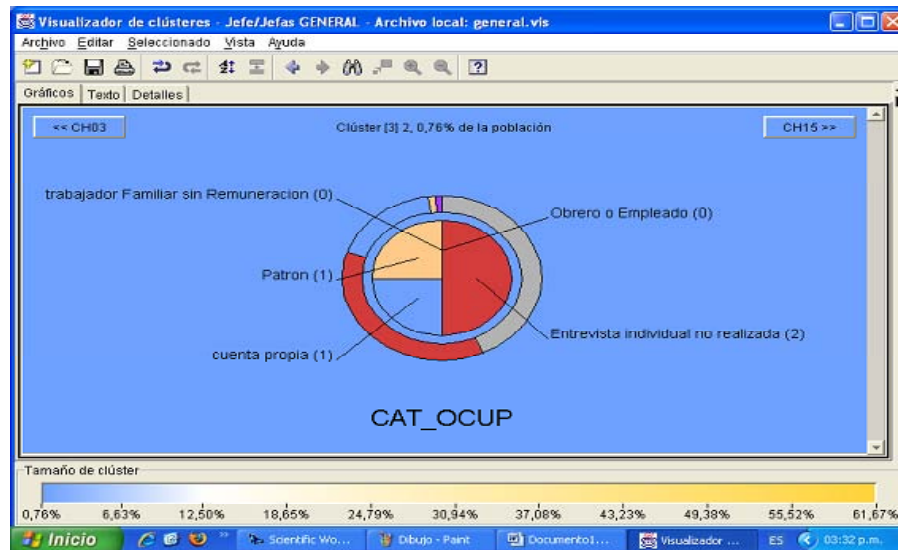 Visualizador de clústeres - Jefe/Jefas GENERAL - Archivo local: general.vis
Archivo Editar Seleccionado Vista Ayuda
Gráficos Texto Detalles
<< CH03
Clúster [3] 2, 0,76% de la población
CH15 >>
trabajador Familiar sin Remuneracion (0)
Obrero o Empleado (0)
Patron (1)
Entrevista individual no realizada (2)
cuenta propia (1)
CAT_OCUP
Tamaño de clúster
0,76% 6,63% 12,50% 18,65% 24,79% 30,94% 37,08% 43,23% 49,38% 55,52% 61,67%
Inicio Scientific Wo... Dibujo - Paint Documento1... Visualizador ... ES 03:32 p.m.